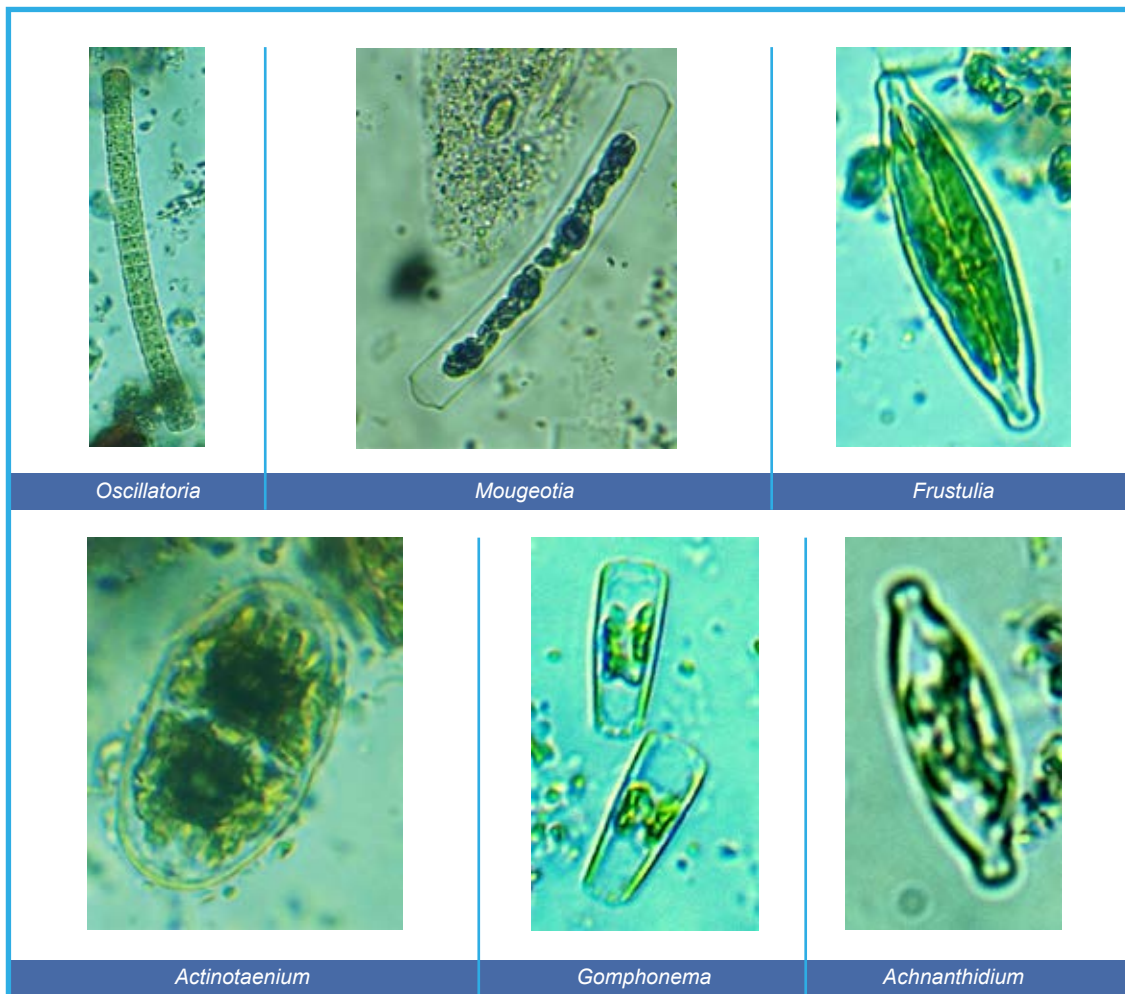 Oscillatoria
Mougeotia
Frustulia
Actinotaenium
Gomphonema
Achnanthidium